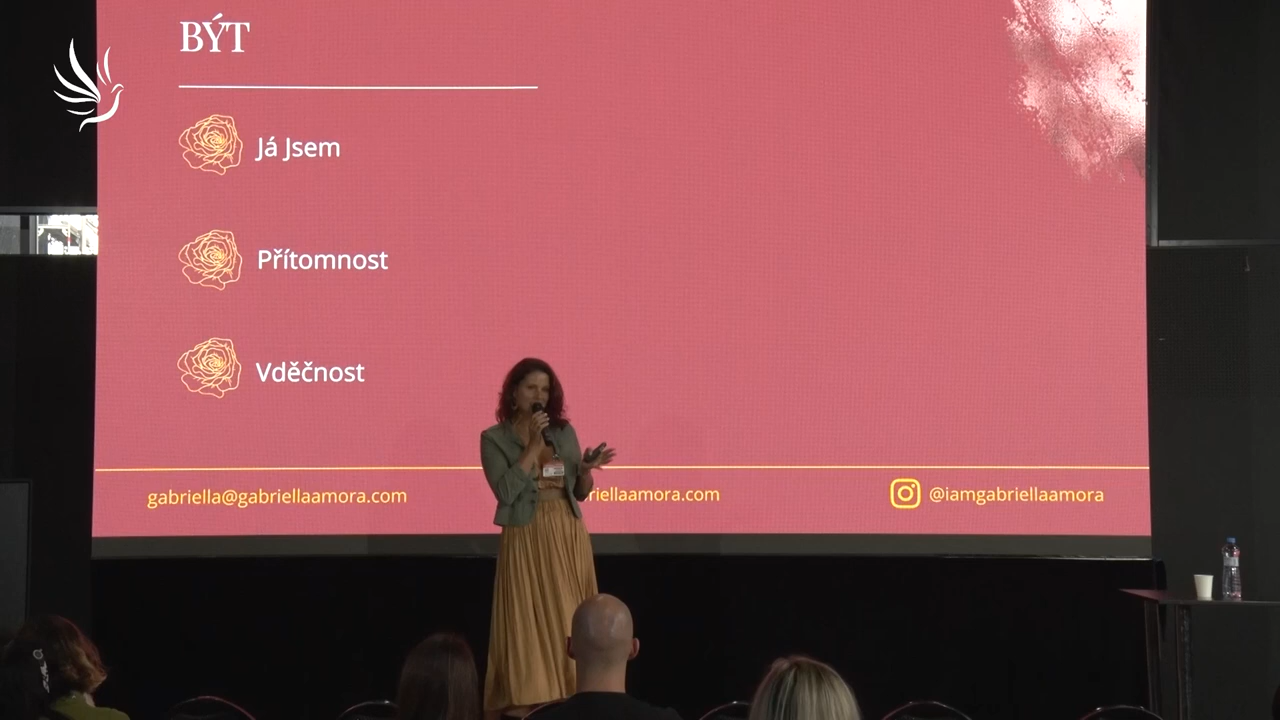 BÝT
Já Jsem
Přítomnost
Vděčnost
gabriella@gabriellaamora.com
riellaamora.com
@iamgabriellaamora